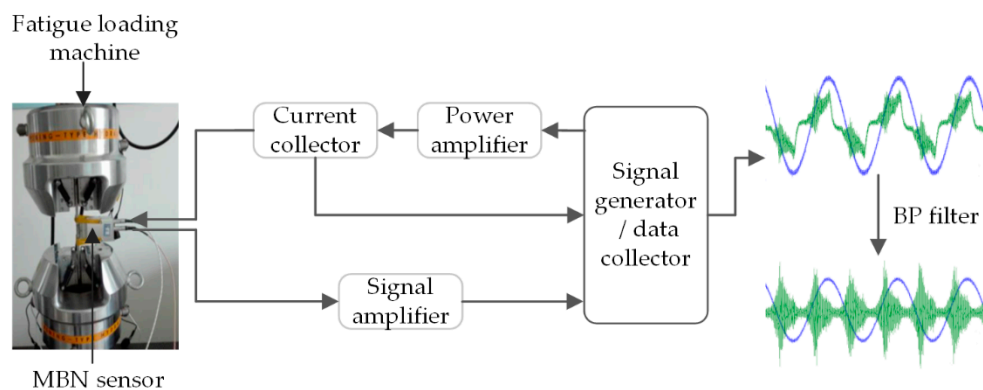 Fatigue loading
machine
Current
collector
Power
amplifier
Signal
generator
/ data
collector
BP filter
Signal
amplifier
MBN sensor